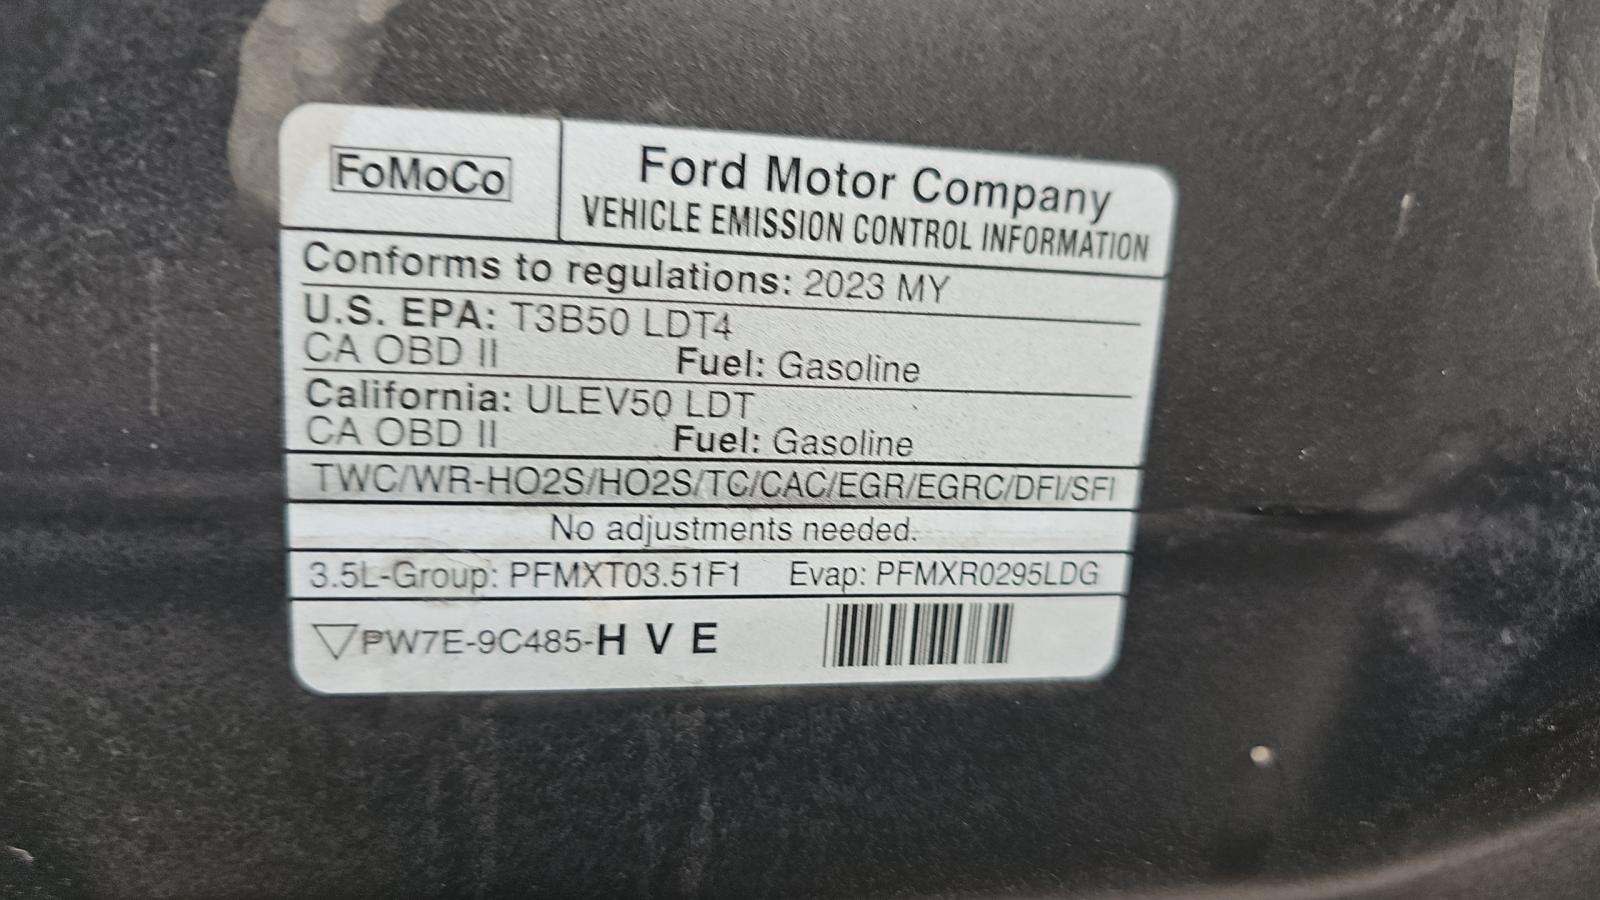 FoMoCo
Ford Motor Company
VEHICLE EMISSION CONTROL INFORMATION
Conforms to regulations: 2023 MY
U.S. EPA: T3B50 LDT4
CA OBD II Fuel: Gasoline
California: ULEV50 LDT
CA OBD II Fuel: Gasoline
TWC/WR-HO2S/HO2S/TC/CAC/EGR/EGRC/DFI/SFI
No adjustments needed.
3.5L-Group: PFMXT03.51F1 Evap: PFMXR0295LDG
PW7E-9C485-H V E